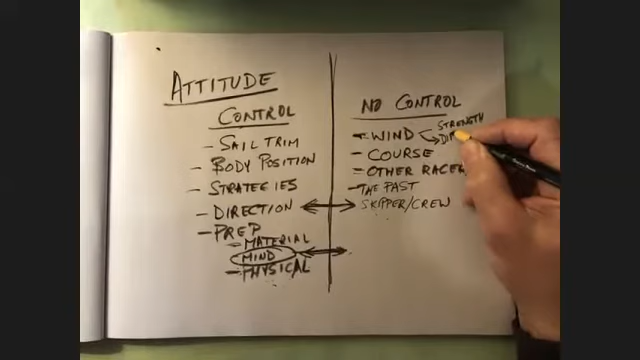 ATTITUDE
CONTROL
- SAIL TRIM
- BODY POSITION
- STRATEGIES
- DIRECTION
- PREP
- MATERIAL
MIND
- PHYSICAL
NO CONTROL
- WIND
STRENGTH
- COURSE
- OTHER
- THE PAST
SKIPPER/CREW